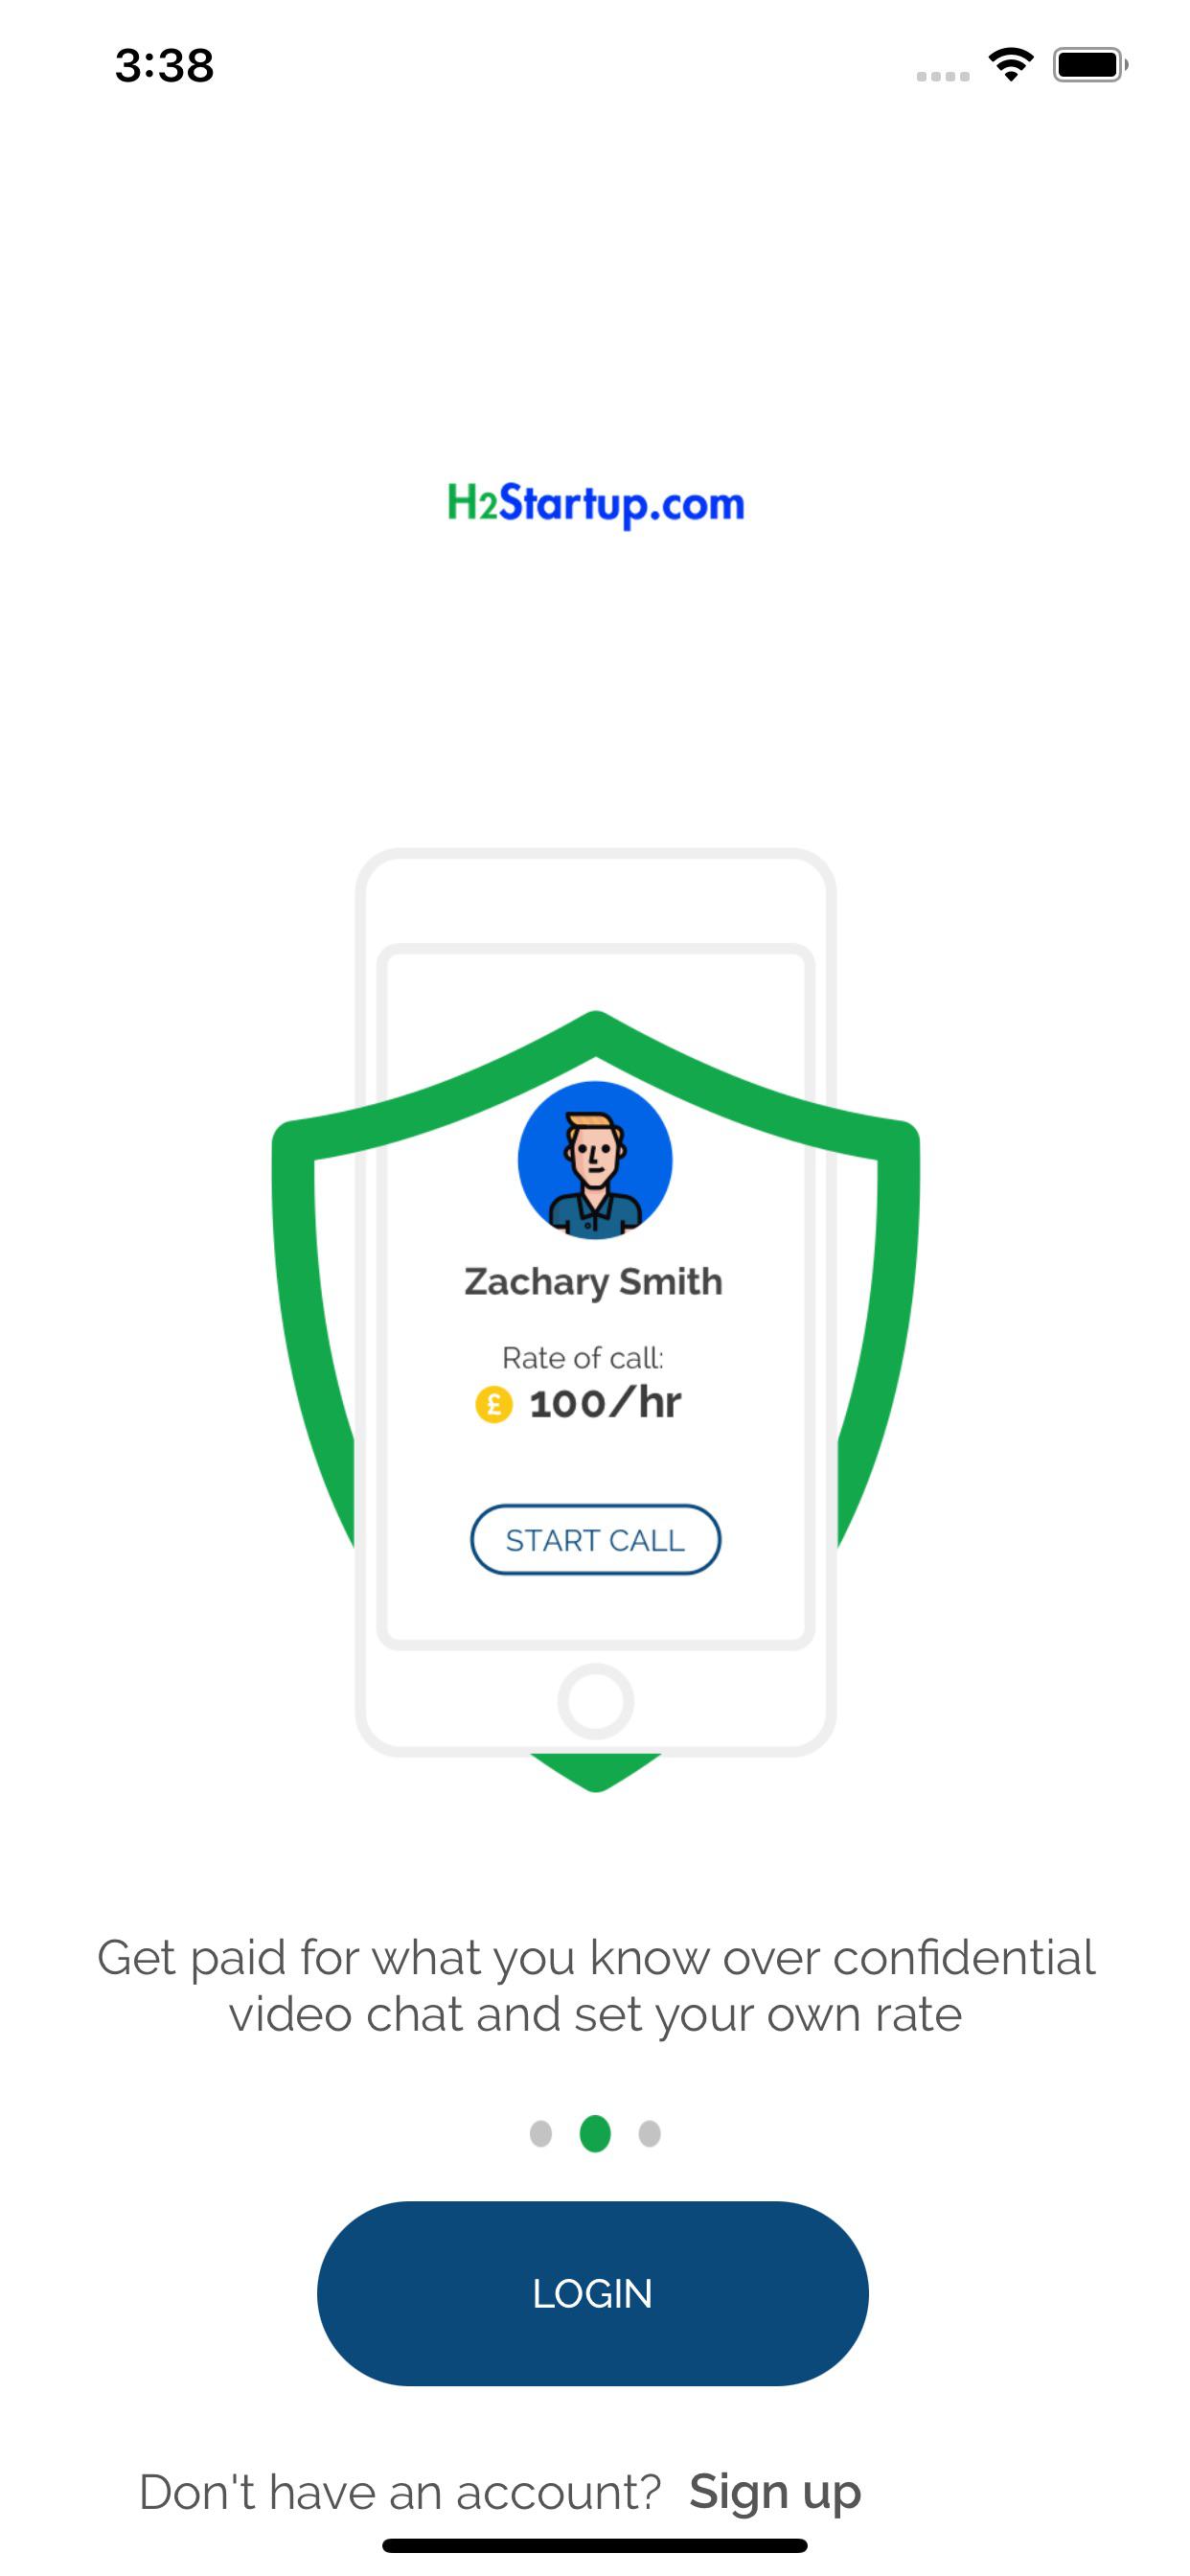 3:38
H2Startup.com
Zachary Smith
Rate of call:
£ 100/hr
START CALL
Get paid for what you know over confidential
video chat and set your own rate
LOGIN
Don't have an account? Sign up